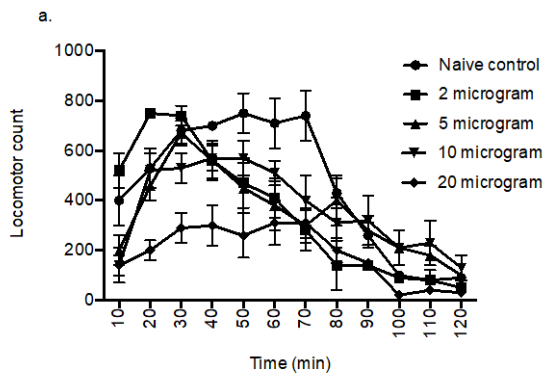 a.
1000
800
600
400
200
0
Locomotor count
10 20 30 40 50 60 70 80 90 100 110 120
Time (min)
Naive control
2 microgram
5 microgram
10 microgram
20 microgram